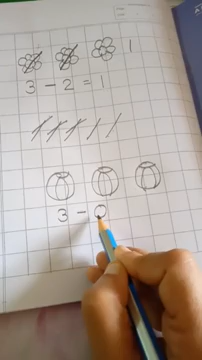 1
3 - 2 = 1
3 - 0